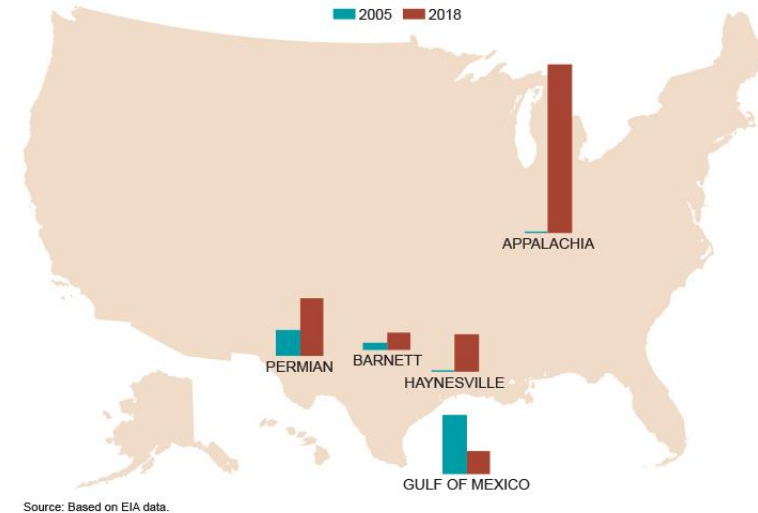 2005 2018
APPALACHIA
PERMIAN
BARNETT
HAYNESVILLE
GULF OF MEXICO
Source: Based on EIA data.